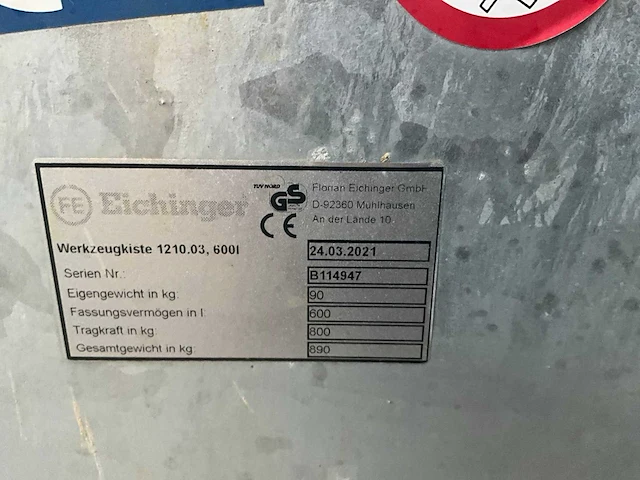 FE Eichinger
TÜV NORD
GS
CE
Florian Eichinger GmbH
D-92360 Mühlhausen
An der Lände 10
Werkzeugkiste 1210.03, 600l 24.03.2021
Serien Nr.: B114947
Eigengewicht in kg: 90
Fassungsvermögen in l: 600
Tragkraft in kg: 800
Gesamtgewicht in kg: 890